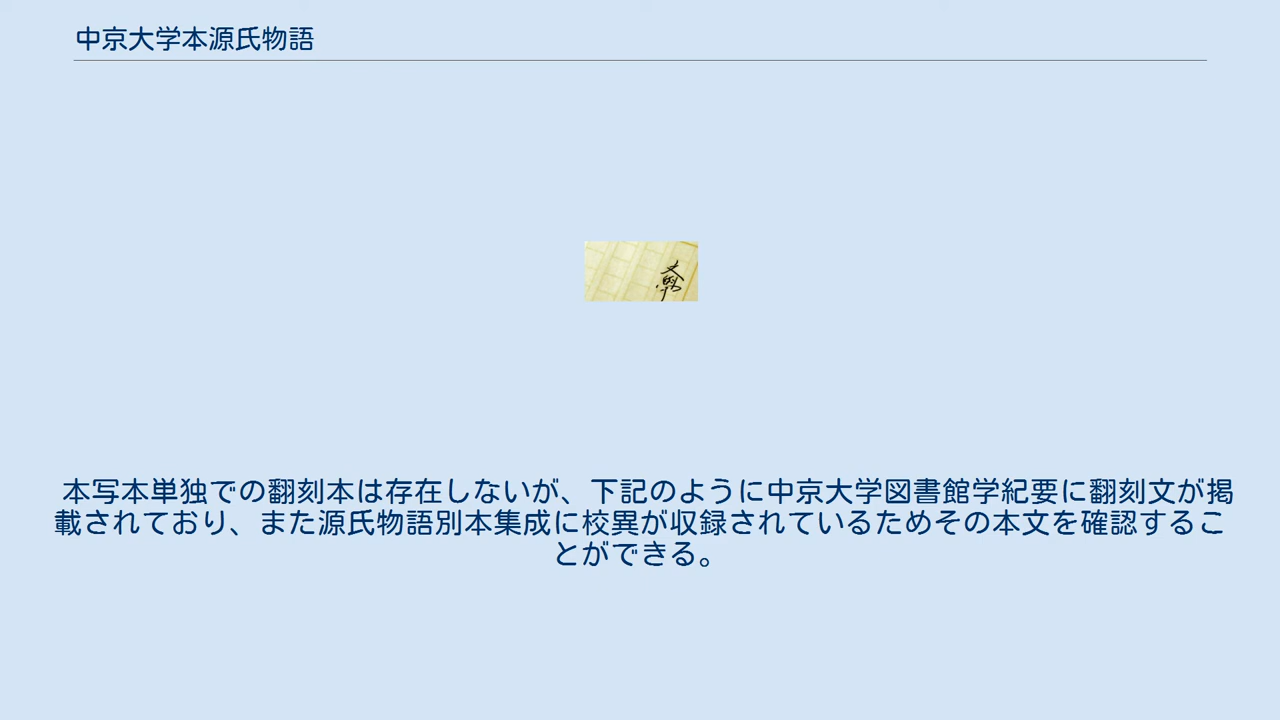 中京大学本源氏物語
本写本単独での翻刻本は存在しないが、下記のように中京大学図書館学紀要に翻刻文が掲
載されており、また源氏物語別本集成に校異が収録されているためその本文を確認するこ
とができる。